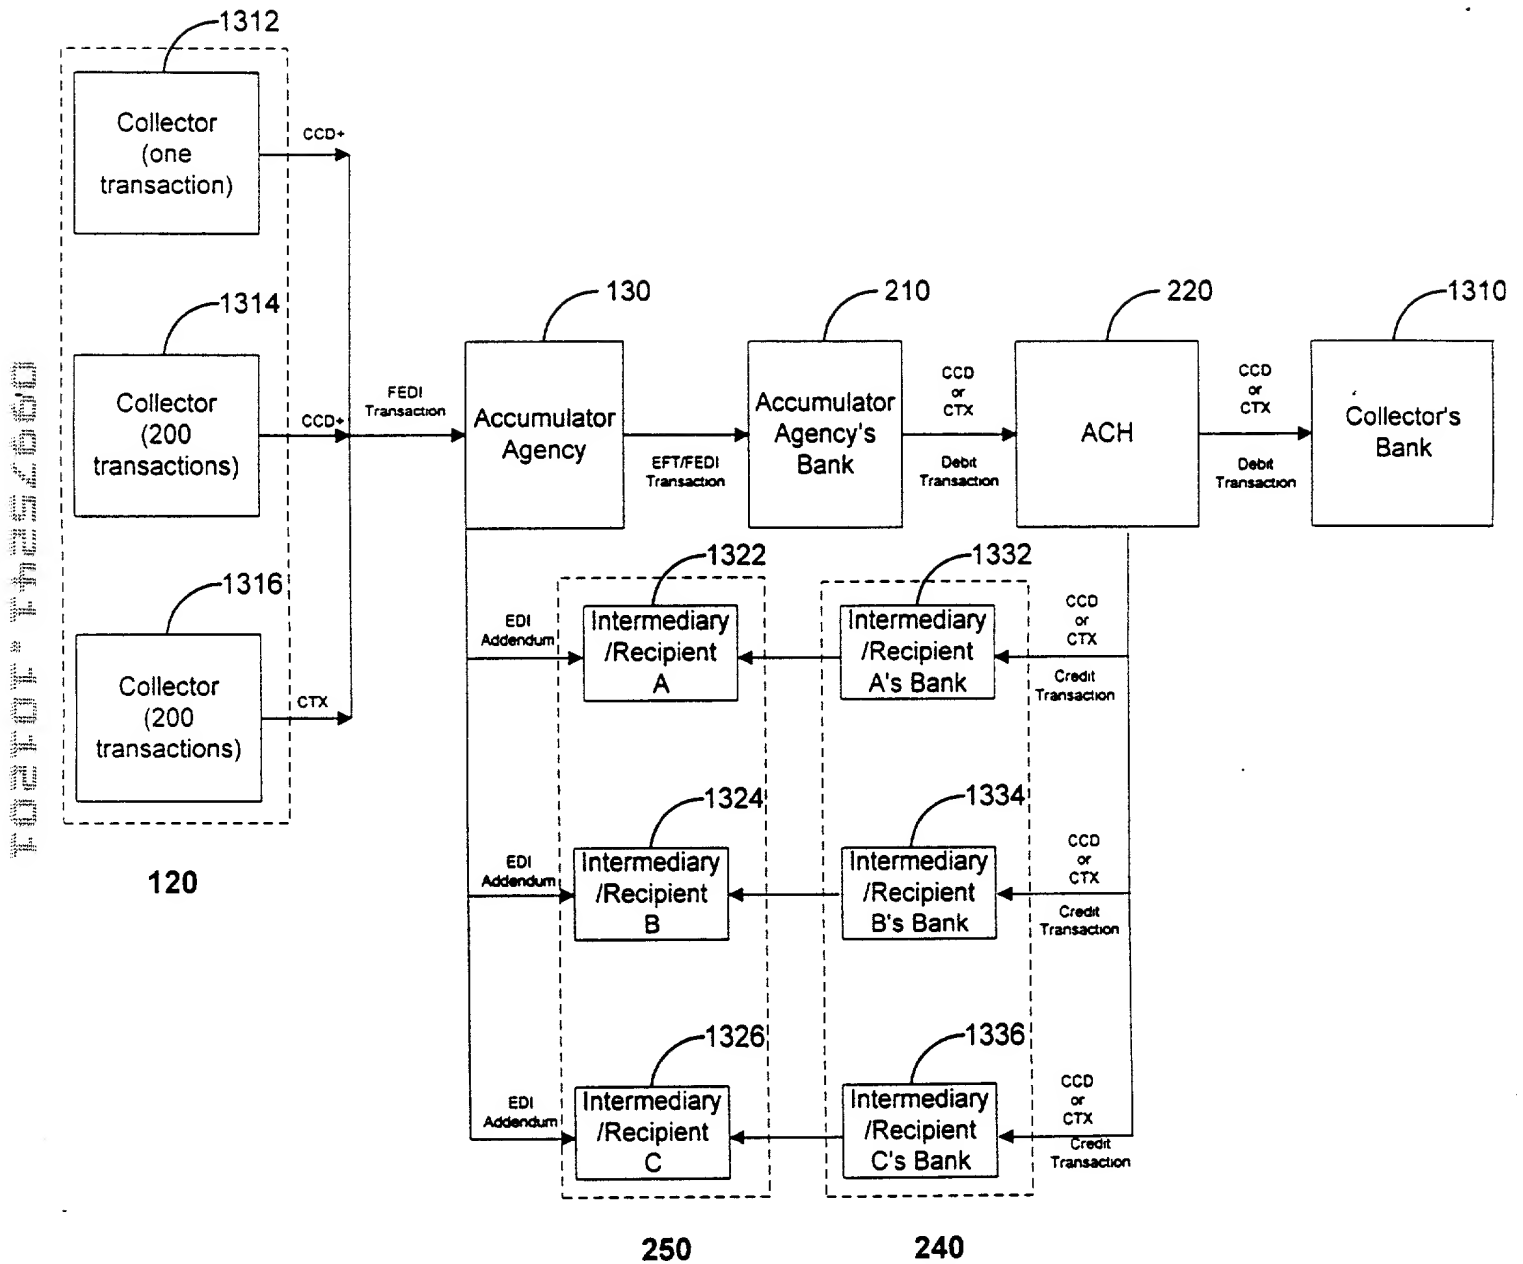 1312
Collector
(one
transaction)
CCD+
1314
Collector
(200
transactions)
CCD+
1316
Collector
(200
transactions)
CTX
120
FEDI
Transaction
130
Accumulator
Agency
EFT/FEDI
Transaction
210
Accumulator
Agency's
Bank
CCD
or
CTX
Debit
Transaction
220
ACH
CCD
or
CTX
Debit
Transaction
1310
Collector's
Bank
EDI
Addendum
1322
Intermediary
/Recipient
A
1332
Intermediary
/Recipient
A's Bank
CCD
or
CTX
Credit
Transaction
EDI
Addendum
1324
Intermediary
/Recipient
B
1334
Intermediary
/Recipient
B's Bank
CCD
or
CTX
Credit
Transaction
EDI
Addendum
1326
Intermediary
/Recipient
C
1336
Intermediary
/Recipient
C's Bank
CCD
or
CTX
Credit
Transaction
250
240